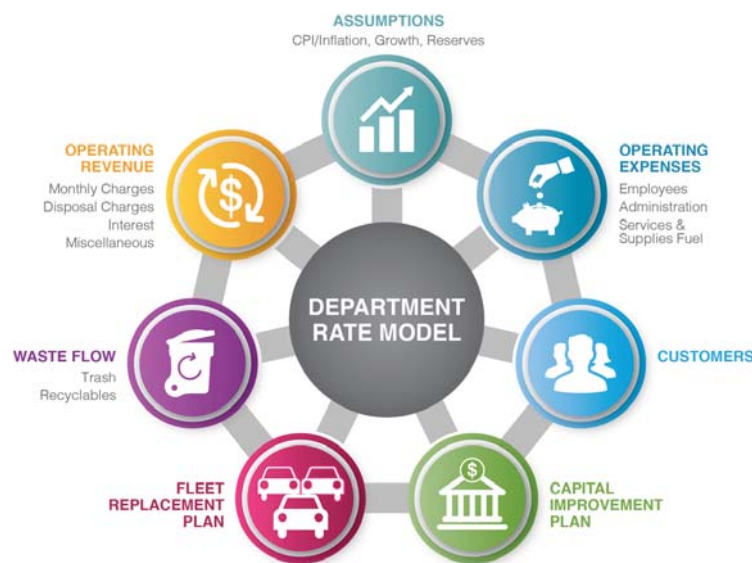 ASSUMPTIONS
CPI/Inflation, Growth, Reserves
OPERATING
REVENUE
Monthly Charges
Disposal Charges
Interest
Miscellaneous
$
OPERATING
EXPENSES
Employees
Administration
Services &
Supplies Fuel
DEPARTMENT
RATE MODEL
WASTE FLOW
Trash
Recyclables
CUSTOMERS
FLEET
REPLACEMENT
PLAN
$
CAPITAL
IMPROVEMENT
PLAN